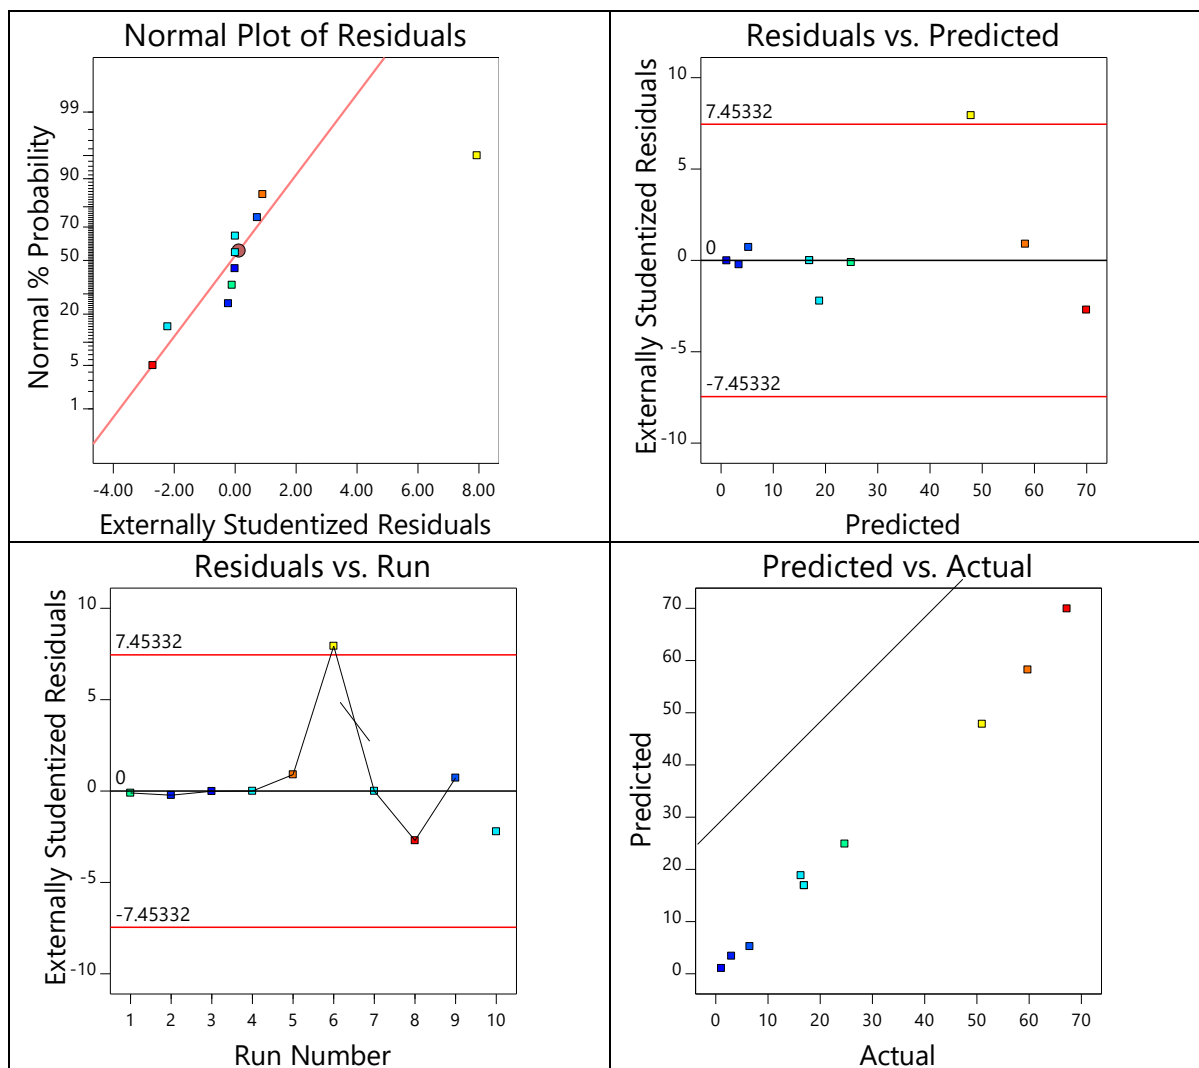 Normal Plot of Residuals
Normal % Probability
99
90
70
50
20
5
1
-4.00 -2.00 0.00 2.00 4.00 6.00 8.00
Externally Studentized Residuals
Residuals vs. Predicted
Externally Studentized Residuals
10
7.45332
5
0
0
-5
-7.45332
-10
0 10 20 30 40 50 60 70
Predicted
Residuals vs. Run
Externally Studentized Residuals
10
7.45332
5
0
0
-5
-7.45332
-10
1 2 3 4 5 6 7 8 9 10
Run Number
Predicted vs. Actual
Predicted
70
60
50
40
30
20
10
0
0 10 20 30 40 50 60 70
Actual